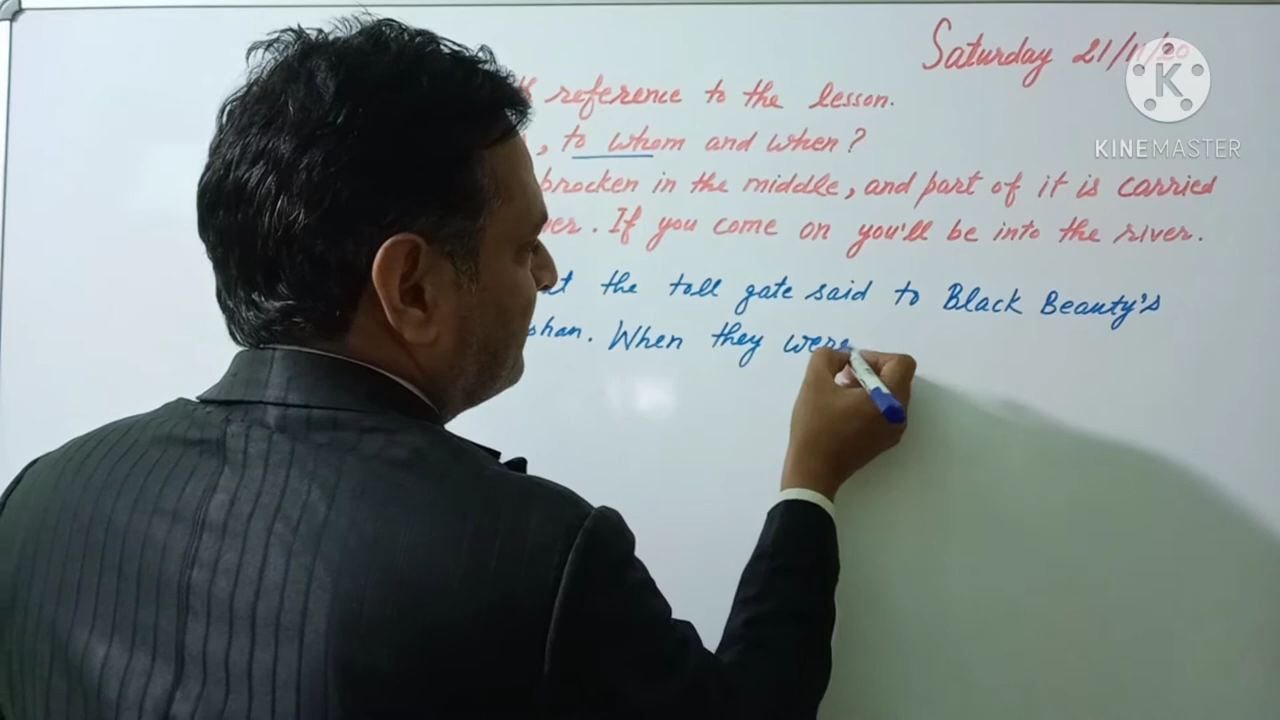 Saturday 21/11/20
reference to the lesson.
, to whom and when?
brocken in the middle, and part of it is carried
. If you come on you'll be into the river.
at the toll gate said to Black Beauty's
. When they were
KINEMASTER